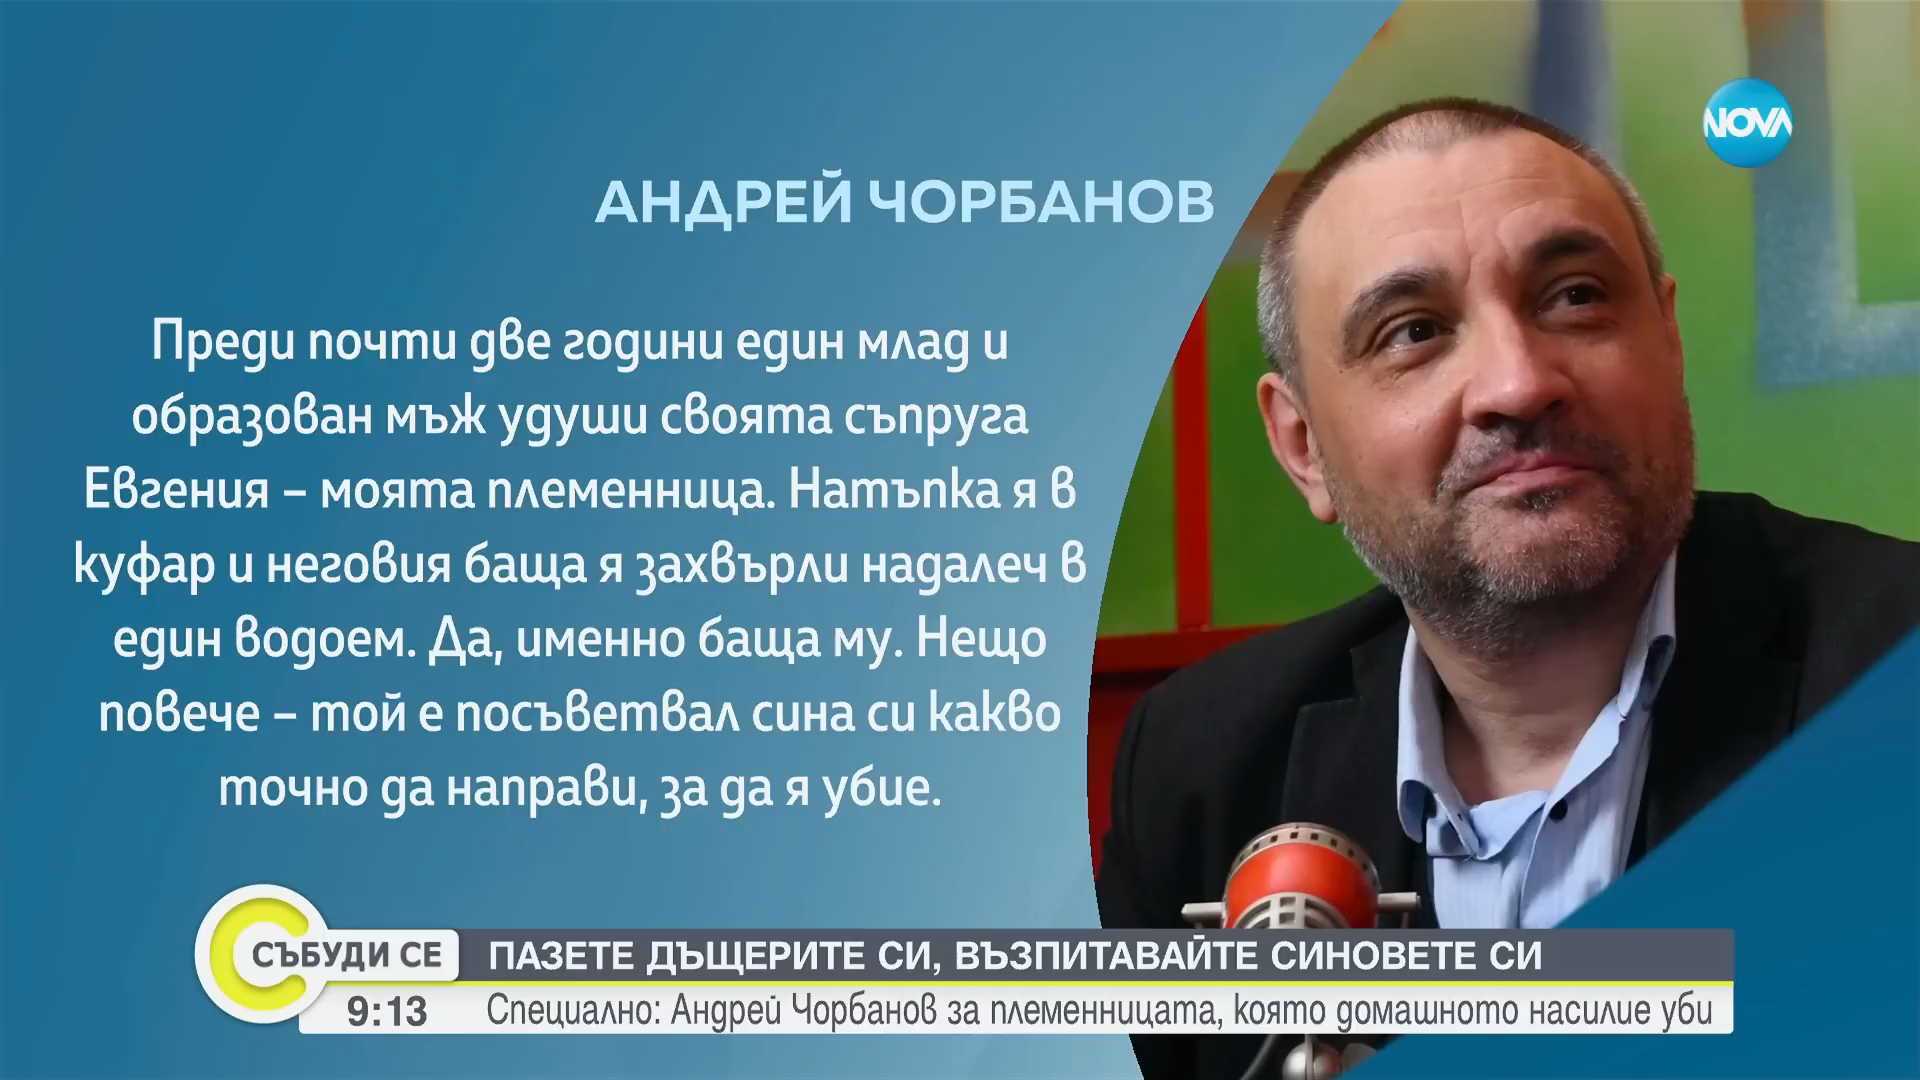 NOVA
АНДРЕЙ ЧОРБАНОВ
Преди почти две години един млад и
образован мъж удуши своята съпруга
Евгения – моята племенница. Натъпка я в
куфар и неговия баща я захвърли надалеч в
един водоем. Да, именно баща му. Нещо
повече – той е посъветвал сина си какво
точно да направи, за да я убие.
СЪБУДИ СЕ
ПАЗЕТЕ ДЪЩЕРИТЕ СИ, ВЪЗПИТАВАЙТЕ СИНОВЕТЕ СИ
9:13
Специално: Андрей Чорбанов за племенницата, която домашното насилие уби